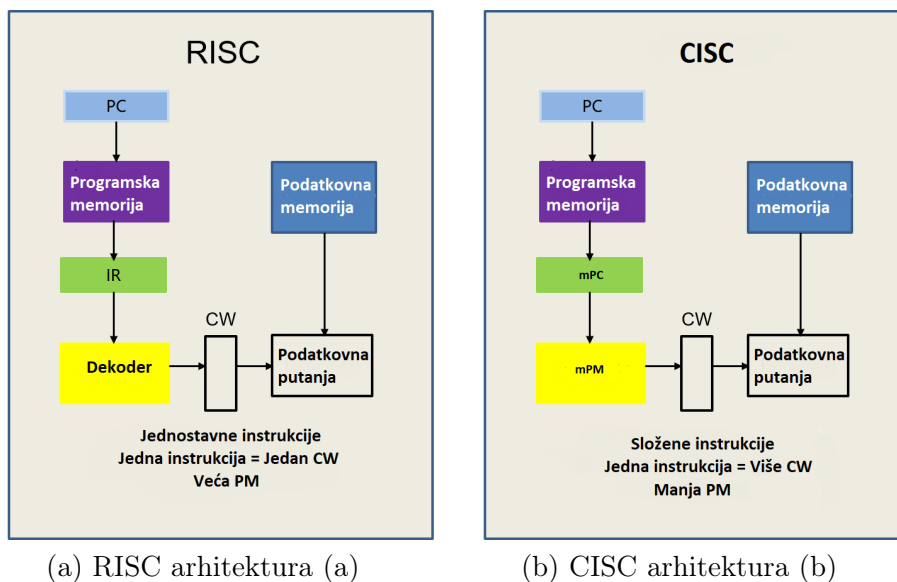 RISC
PC
Programska
memorija
Podatkovna
memorija
IR
CW
Dekoder
Podatkovna
putanja
Jednostavne instrukcije
Jedna instrukcija = Jedan CW
Veća PM
(a) RISC arhitektura (a)
CISC
PC
Programska
memorija
Podatkovna
memorija
mPC
CW
mPM
Podatkovna
putanja
Složene instrukcije
Jedna instrukcija = Više CW
Manja PM
(b) CISC arhitektura (b)